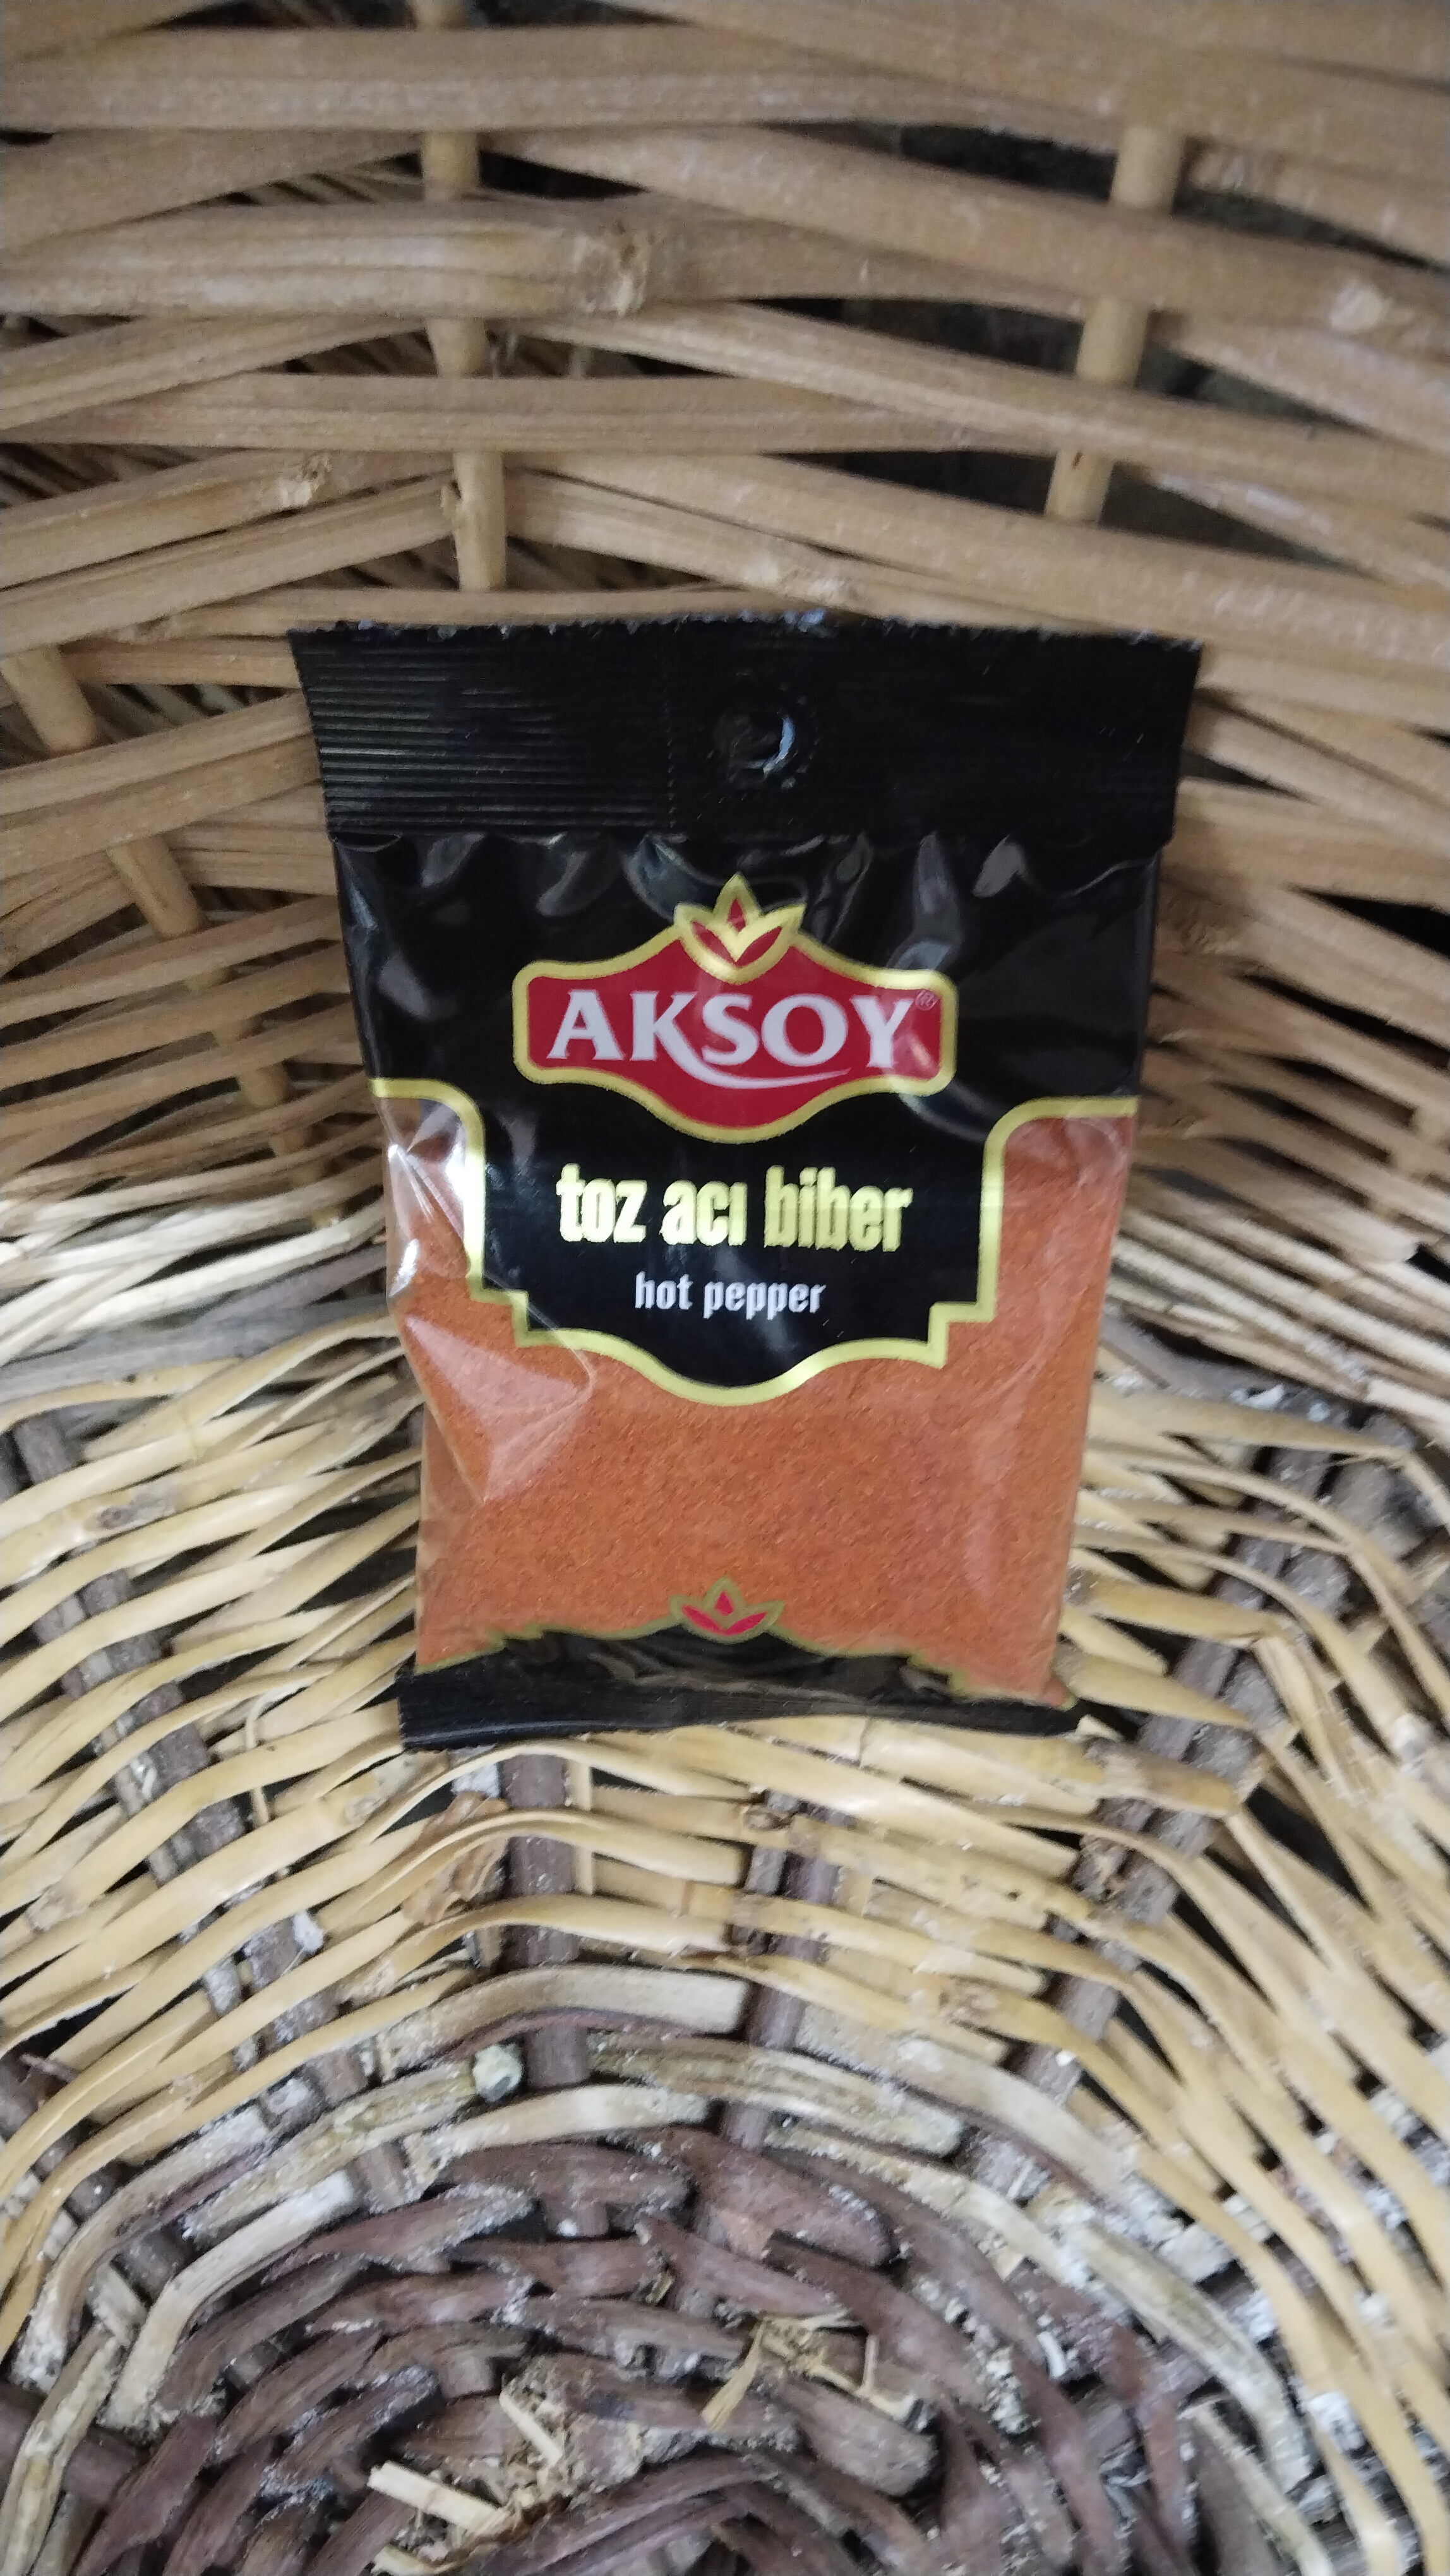 AKSOY®
toz acı biber
hot pepper